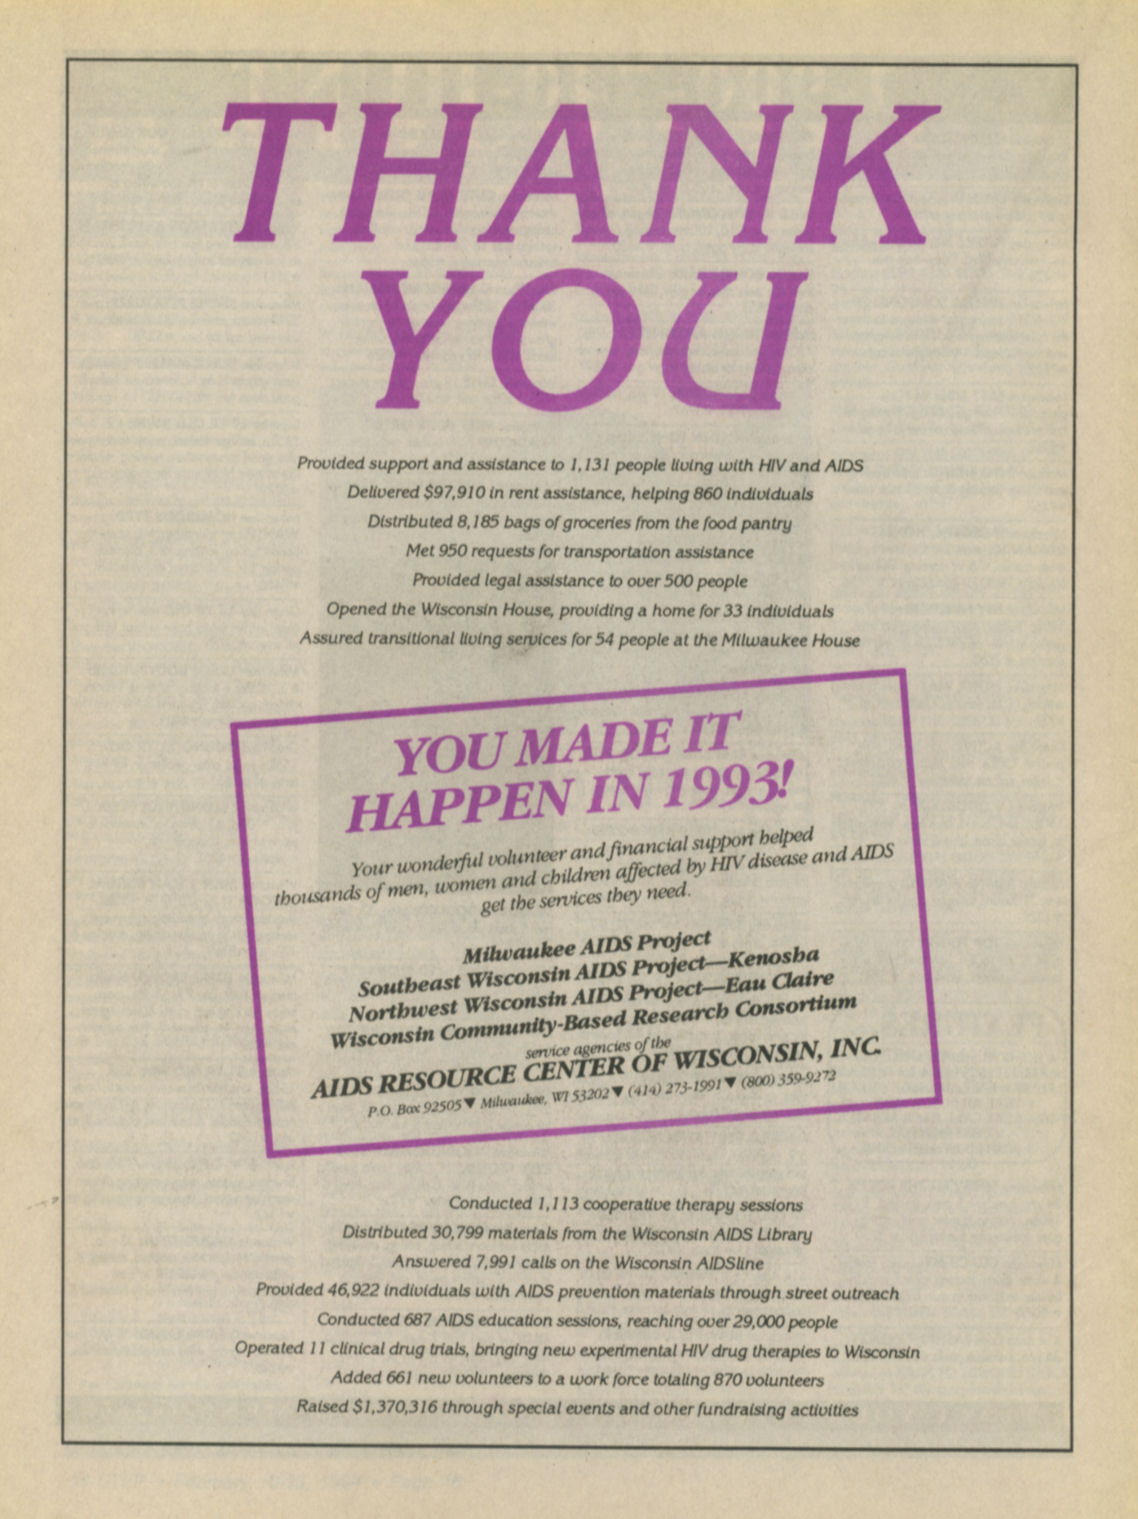 THANK
YOU
Provided support and assistance to 1,131 people living with HIV and AIDS
Delivered $97,910 in rent assistance, helping 860 individuals
Distributed 8,185 bags of groceries from the food pantry
Met 950 requests for transportation assistance
Provided legal assistance to over 500 people
Opened the Wisconsin House, providing a home for 33 individuals
Assured transitional living services for 54 people at the Milwaukee House
YOU MADE IT
HAPPEN IN 1993!
Your wonderful volunteer and financial support helped
thousands of men, women and children affected by HIV disease and AIDS
get the services they need.
Milwaukee AIDS Project
Southeast Wisconsin AIDS Project—Kenosha
Northwest Wisconsin AIDS Project—Eau Claire
Wisconsin Community-Based Research Consortium
service agencies of the
AIDS RESOURCE CENTER OF WISCONSIN, INC.
P.O. Box 92505▼ Milwaukee, WI 53202▼ (414) 273-1991▼ (800) 359-9272
Conducted 1,113 cooperative therapy sessions
Distributed 30,799 materials from the Wisconsin AIDS Library
Answered 7,991 calls on the Wisconsin AIDSline
Provided 46,922 individuals with AIDS prevention materials through street outreach
Conducted 687 AIDS education sessions, reaching over 29,000 people
Operated 11 clinical drug trials, bringing new experimental HIV drug therapies to Wisconsin
Added 661 new volunteers to a work force totaling 870 volunteers
Raised $1,370,316 through special events and other fundraising activities